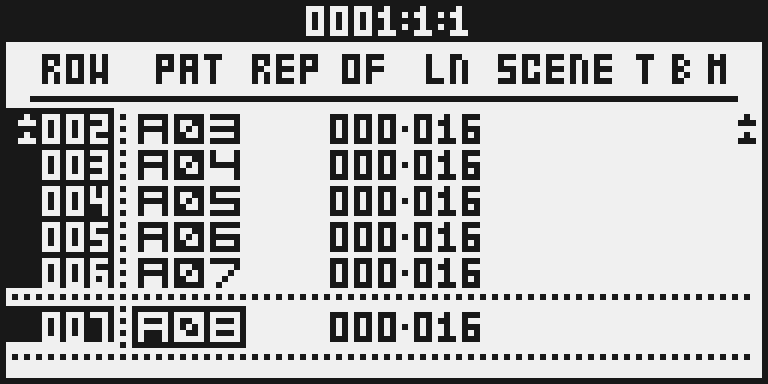 0001:1:1
ROW PAT REP OF LN SCENE T B M
002 A03 000·016
003 A04 000·016
004 A05 000·016
005 A06 000·016
006 A07 000·016
007 A08 000·016